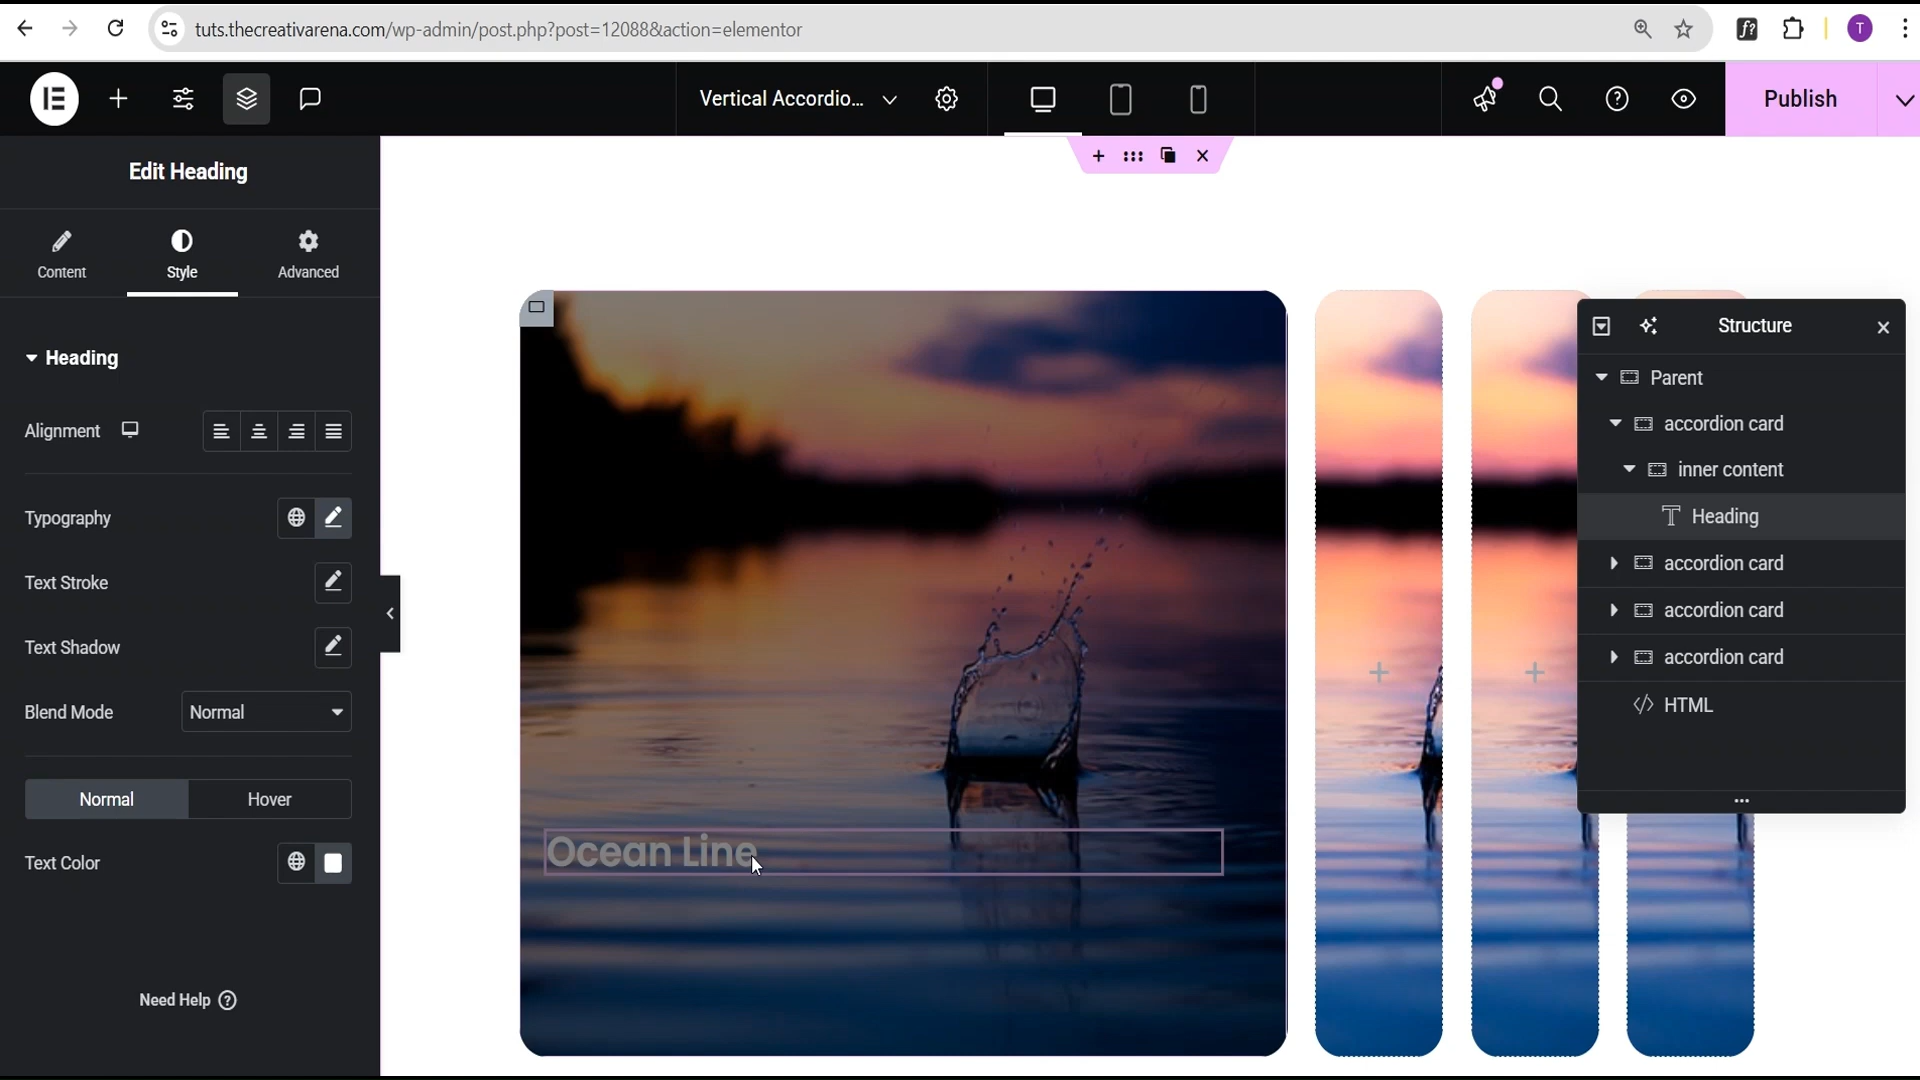 tuts.thecreativarena.com/wp-admin/post.php?post=12088&action=elementor
T
Vertical Accordio...
Publish
Edit Heading
Content
Style
Advanced
Heading
Alignment
Typography
Text Stroke
Text Shadow
Blend Mode
Normal
Normal
Hover
Text Color
Need Help
Ocean Line
Structure
Parent
accordion card
inner content
Heading
accordion card
accordion card
accordion card
HTML